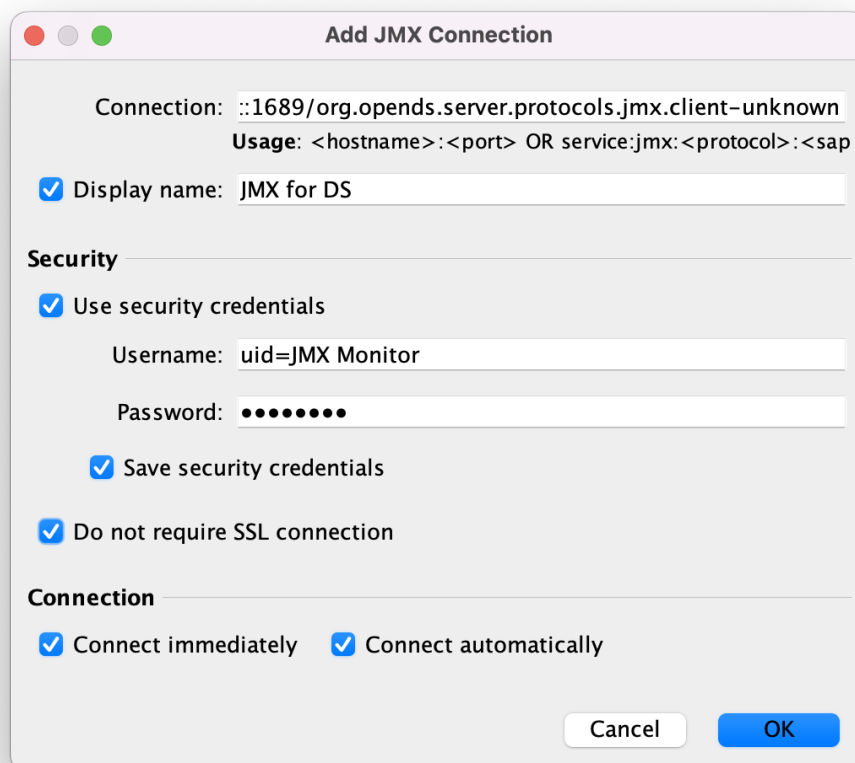 Add JMX Connection
Connection: ::1689/org.opends.server.protocols.jmx.client-unknown
Usage: <hostname>:<port> OR service:jmx:<protocol>:<sap
Display name: JMX for DS
Security
Use security credentials
Username: uid=JMX Monitor
Password: ••••••••
Save security credentials
Do not require SSL connection
Connection
Connect immediately Connect automatically
Cancel OK